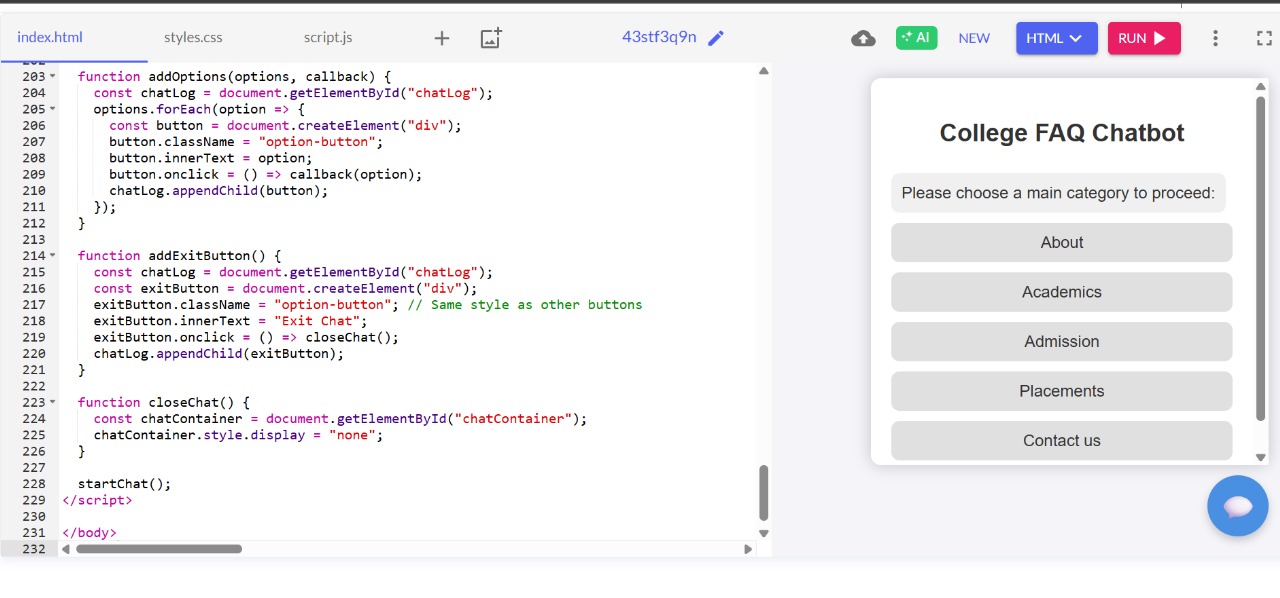 index.html styles.css script.js + 43stf3q9n AI NEW HTML RUN
203 function addOptions(options, callback) {
204 const chatLog = document.getElementById("chatLog");
205 options.forEach(option => {
206 const button = document.createElement("div");
207 button.className = "option-button";
208 button.innerText = option;
209 button.onclick = () => callback(option);
210 chatLog.appendChild(button);
211 });
212 }
213
214 function addExitButton() {
215 const chatLog = document.getElementById("chatLog");
216 const exitButton = document.createElement("div");
217 exitButton.className = "option-button"; // Same style as other buttons
218 exitButton.innerText = "Exit Chat";
219 exitButton.onclick = () => closeChat();
220 chatLog.appendChild(exitButton);
221 }
222
223 function closeChat() {
224 const chatContainer = document.getElementById("chatContainer");
225 chatContainer.style.display = "none";
226 }
227
228 startChat();
229 </script>
230
231 </body>
232
College FAQ Chatbot
Please choose a main category to proceed:
About
Academics
Admission
Placements
Contact us